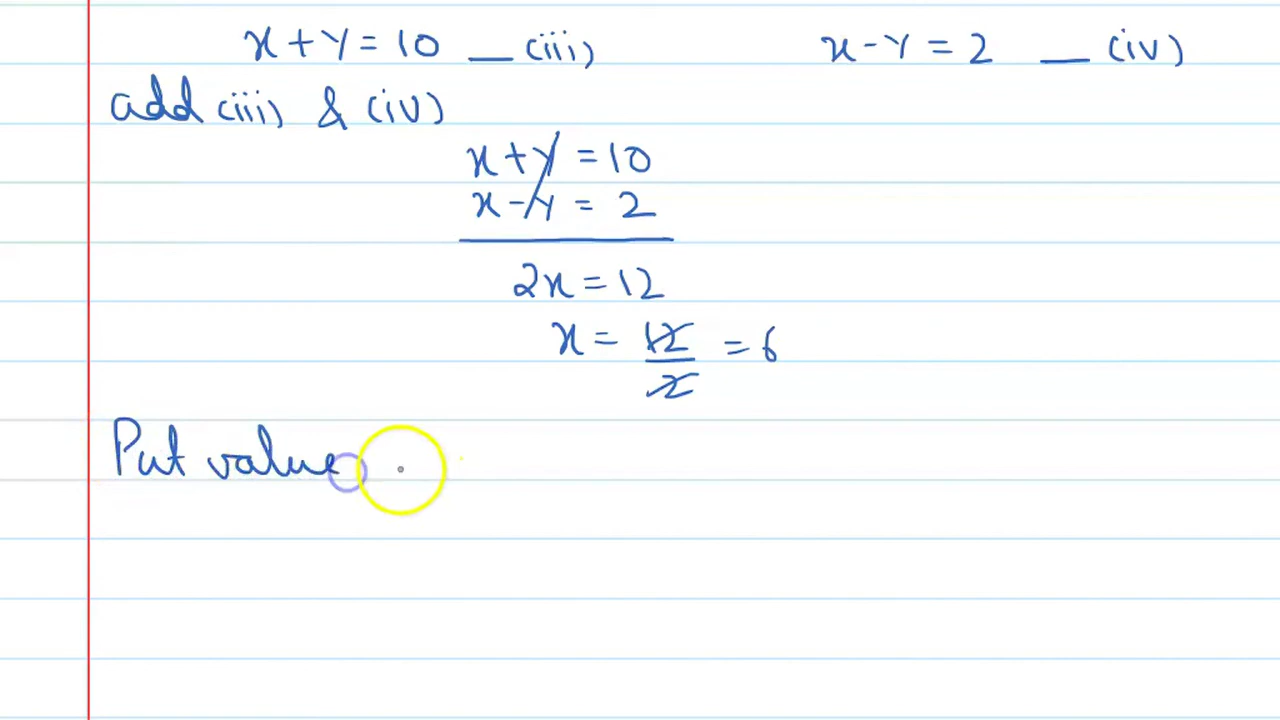 x + y = 10 __ (iii) x - y = 2 __ (iv)
add (iii) & (iv)
x + y = 10
x - y = 2
2x = 12
x = 12/2 = 6
Put value